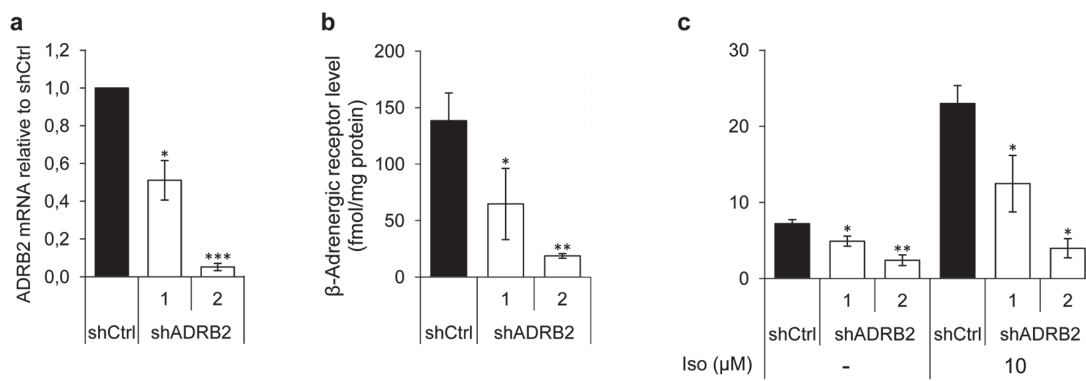 a
ADRB2 mRNA relative to shCtrl
1,2
1,0
0,8
0,6
0,4
0,2
0,0
*
***
1 2
shCtrl shADRB2
b
β-Adrenergic receptor level
(fmol/mg protein)
200
150
100
50
0
*
**
1 2
shCtrl shADRB2
c
30
20
10
0
*
**
*
*
1 2 1 2
shCtrl shADRB2 shCtrl shADRB2
Iso (µM) - 10